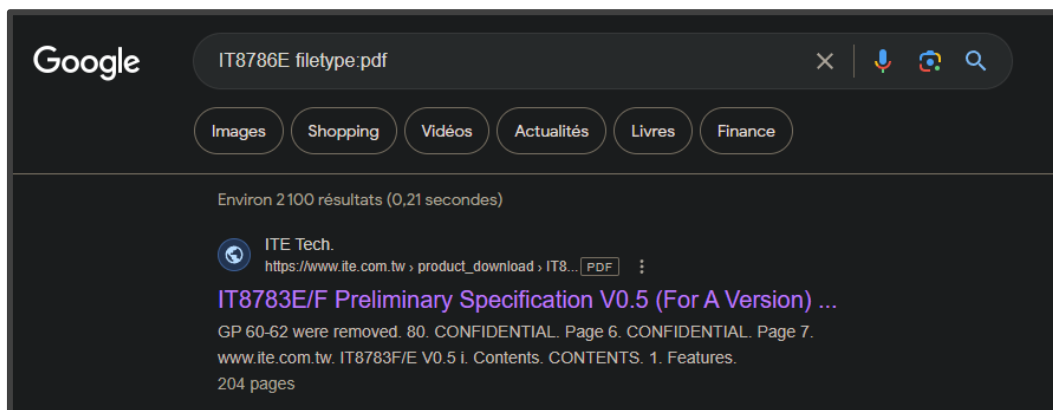 Google
IT8786E filetype:pdf
Images Shopping Vidéos Actualités Livres Finance
Environ 2 100 résultats (0,21 secondes)
ITE Tech.
https://www.ite.com.tw › product_download › IT8... PDF
IT8783E/F Preliminary Specification V0.5 (For A Version) ...
GP 60-62 were removed. 80. CONFIDENTIAL. Page 6. CONFIDENTIAL. Page 7.
www.ite.com.tw. IT8783F/E V0.5 i. Contents. CONTENTS. 1. Features.
204 pages